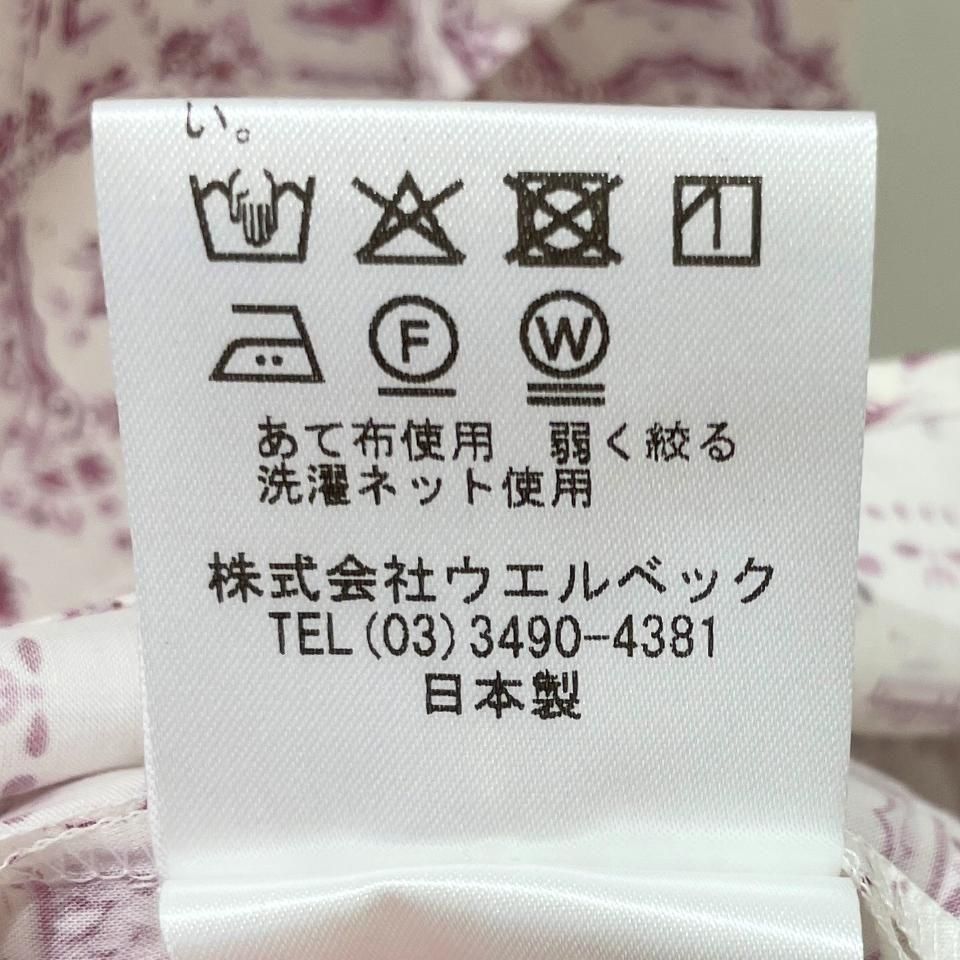 い。
F W
あて布使用 弱く絞る
洗濯ネット使用
株式会社ウエルベック
TEL(03)3490-4381
日本製